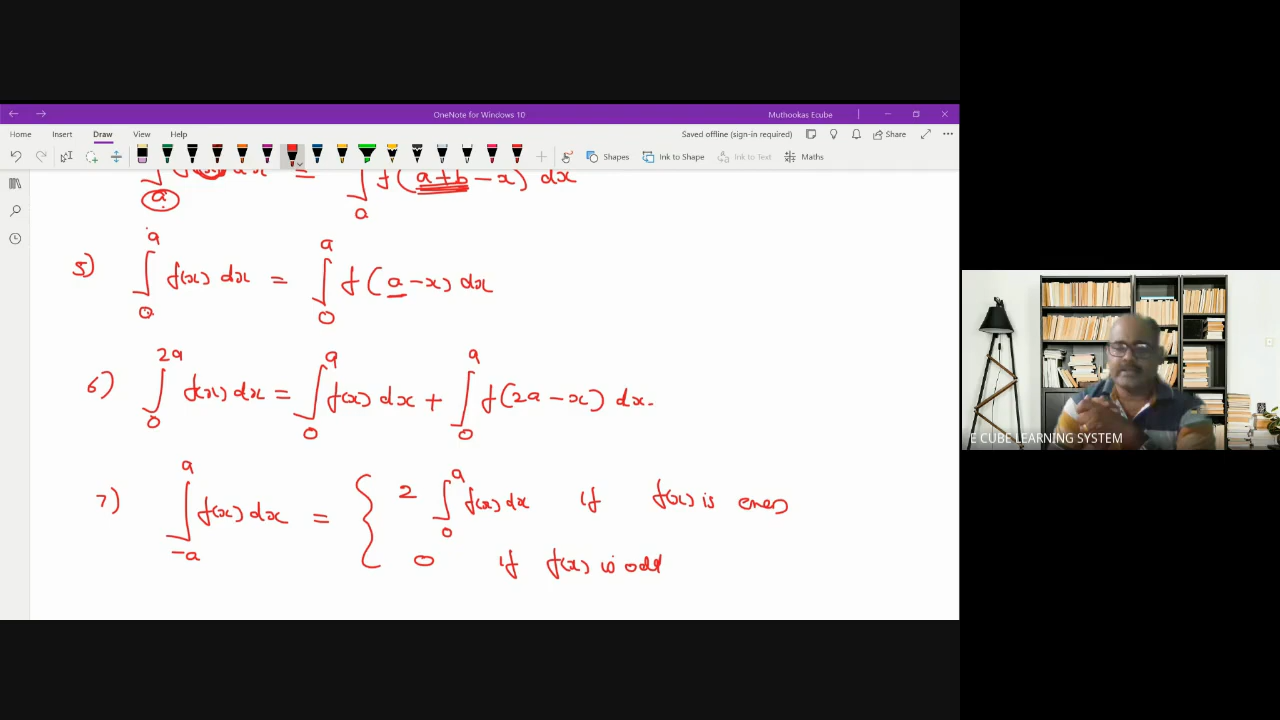 OneNote for Windows 10
Muthookas Ecube
Home Insert Draw View Help
Saved offline (sign-in required) Share
Shapes Ink to Shape Ink to Text Maths
∫ₐ = ∫ₐ f(a+b-x) dx
5) ∫₀ᵃ f(x) dx = ∫₀ᵃ f(a-x) dx
6) ∫₀²ᵃ f(x) dx = ∫₀ᵃ f(x) dx + ∫₀ᵃ f(2a-x) dx.
7) ∫₋ₐᵃ f(x) dx = { 2 ∫₀ᵃ f(x) dx if f(x) is
0 if f(x) is odd
E CUBE LEARNING SYSTEM